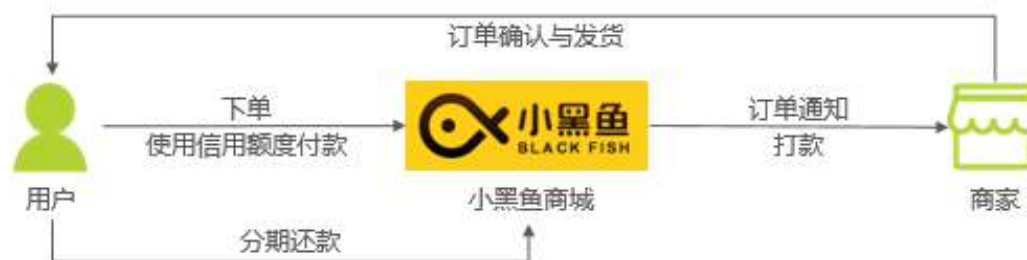 订单确认与发货
下单
使用信用额度付款
小黑鱼
BLACK FISH
订单通知
打款
用户
小黑鱼商城
商家
分期还款